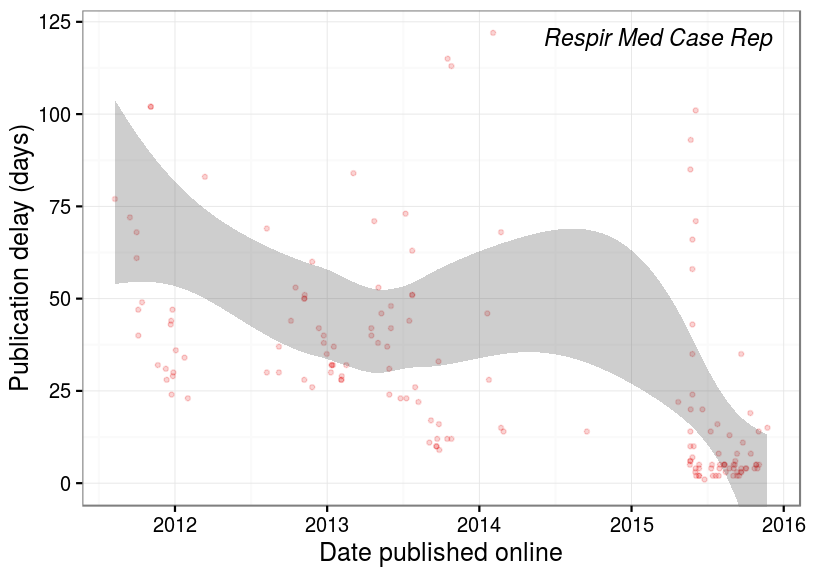 Respir Med Case Rep
Publication delay (days)
125
100
75
50
25
0
2012 2013 2014 2015 2016
Date published online